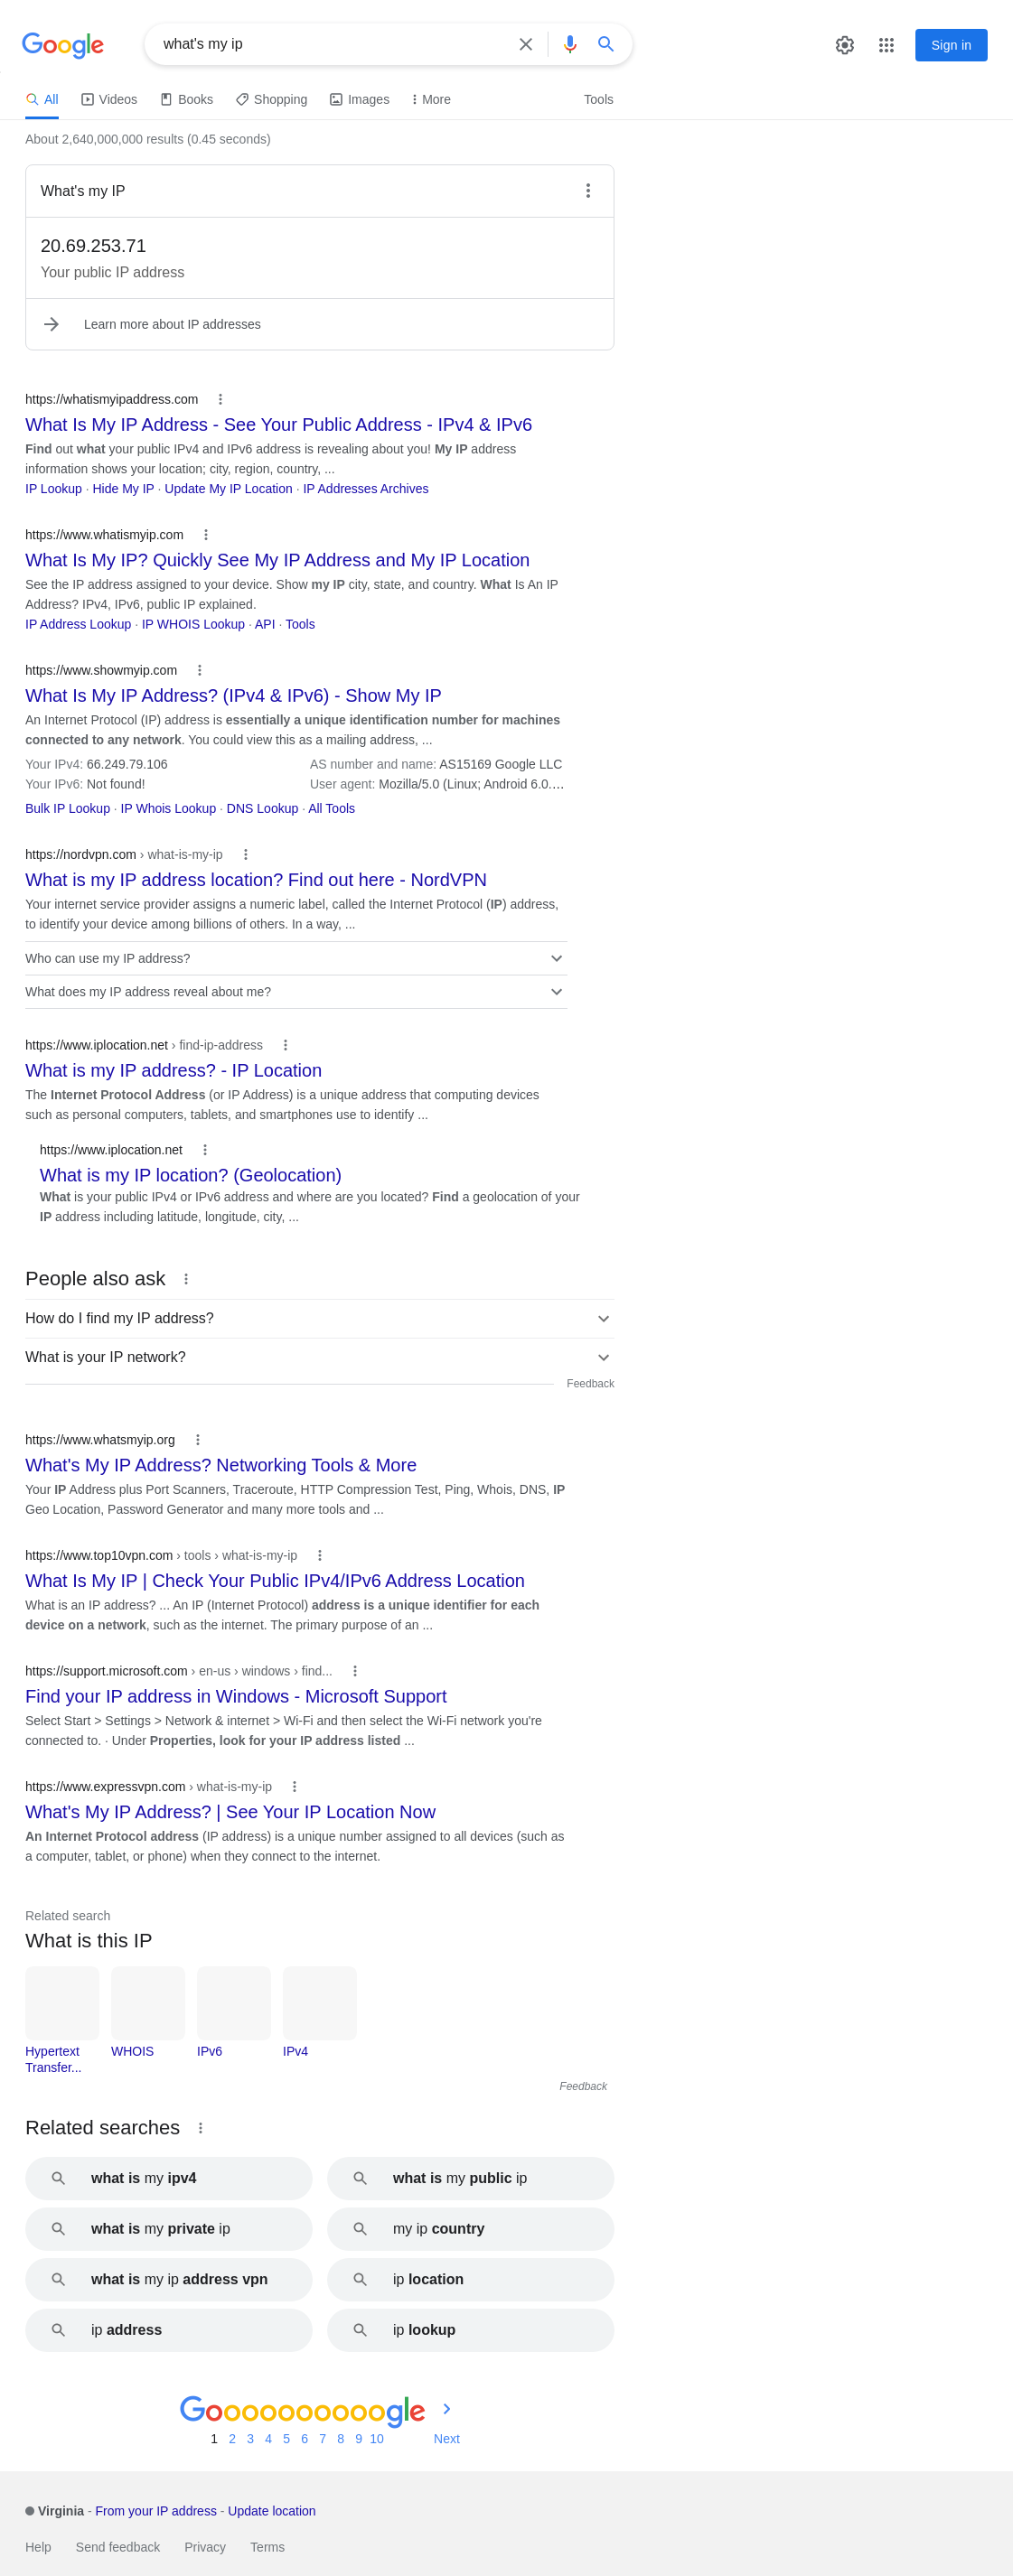 Google
what's my ip
Sign in
All
Videos
Books
Shopping
Images
More
Tools
About 2,640,000,000 results (0.45 seconds)
What's my IP
20.69.253.71
Your public IP address
Learn more about IP addresses
https://whatismyipaddress.com
What Is My IP Address - See Your Public Address - IPv4 & IPv6
Find out what your public IPv4 and IPv6 address is revealing about you! My IP address
information shows your location; city, region, country, ...
IP Lookup · Hide My IP · Update My IP Location · IP Addresses Archives
https://www.whatismyip.com
What Is My IP? Quickly See My IP Address and My IP Location
See the IP address assigned to your device. Show my IP city, state, and country. What Is An IP
Address? IPv4, IPv6, public IP explained.
IP Address Lookup · IP WHOIS Lookup · API · Tools
https://www.showmyip.com
What Is My IP Address? (IPv4 & IPv6) - Show My IP
An Internet Protocol (IP) address is essentially a unique identification number for machines
connected to any network. You could view this as a mailing address, ...
Your IPv4: 66.249.79.106
AS number and name: AS15169 Google LLC
Your IPv6: Not found!
User agent: Mozilla/5.0 (Linux; Android 6.0....
Bulk IP Lookup · IP Whois Lookup · DNS Lookup · All Tools
https://nordvpn.com › what-is-my-ip
What is my IP address location? Find out here - NordVPN
Your internet service provider assigns a numeric label, called the Internet Protocol (IP) address,
to identify your device among billions of others. In a way, ...
Who can use my IP address?
What does my IP address reveal about me?
https://www.iplocation.net › find-ip-address
What is my IP address? - IP Location
The Internet Protocol Address (or IP Address) is a unique address that computing devices
such as personal computers, tablets, and smartphones use to identify ...
https://www.iplocation.net
What is my IP location? (Geolocation)
What is your public IPv4 or IPv6 address and where are you located? Find a geolocation of your
IP address including latitude, longitude, city, ...
People also ask
How do I find my IP address?
What is your IP network?
Feedback
https://www.whatsmyip.org
What's My IP Address? Networking Tools & More
Your IP Address plus Port Scanners, Traceroute, HTTP Compression Test, Ping, Whois, DNS, IP
Geo Location, Password Generator and many more tools and ...
https://www.top10vpn.com › tools › what-is-my-ip
What Is My IP | Check Your Public IPv4/IPv6 Address Location
What is an IP address? ... An IP (Internet Protocol) address is a unique identifier for each
device on a network, such as the internet. The primary purpose of an ...
https://support.microsoft.com › en-us › windows › find...
Find your IP address in Windows - Microsoft Support
Select Start > Settings > Network & internet > Wi-Fi and then select the Wi-Fi network you're
connected to. · Under Properties, look for your IP address listed ...
https://www.expressvpn.com › what-is-my-ip
What's My IP Address? | See Your IP Location Now
An Internet Protocol address (IP address) is a unique number assigned to all devices (such as
a computer, tablet, or phone) when they connect to the internet.
Related search
What is this IP
Hypertext
Transfer...
WHOIS
IPv6
IPv4
Feedback
Related searches
what is my ipv4
what is my public ip
what is my private ip
my ip country
what is my ip address vpn
ip location
ip address
ip lookup
Goooooooooogle
1 2 3 4 5 6 7 8 9 10 Next
Virginia - From your IP address - Update location
Help
Send feedback
Privacy
Terms